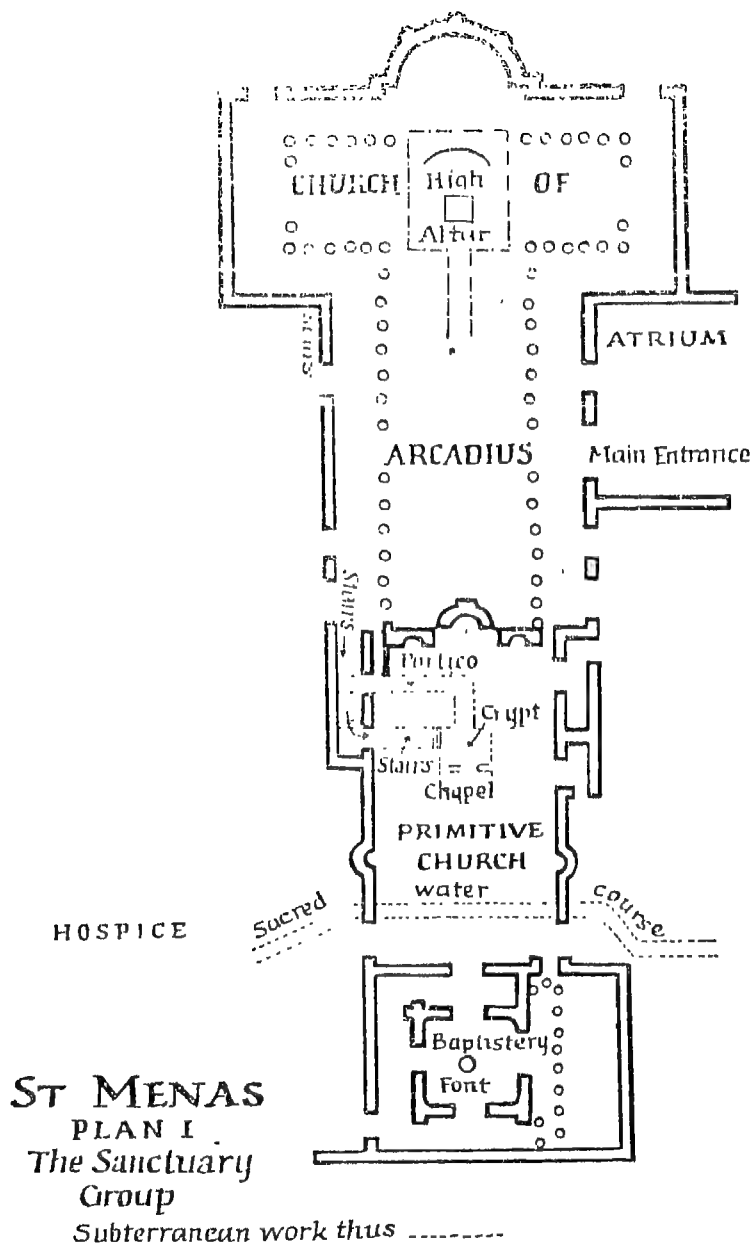 CHURCH High OF
Altar
Stairs
ATRIUM
ARCADIUS Main Entrance
Stairs
Portico
Crypt
Stairs
Chapel
PRIMITIVE
CHURCH
Sacred water course
HOSPICE
Baptistery
Font
ST MENAS
PLAN I
The Sanctuary
Group
Subterranean work thus --------